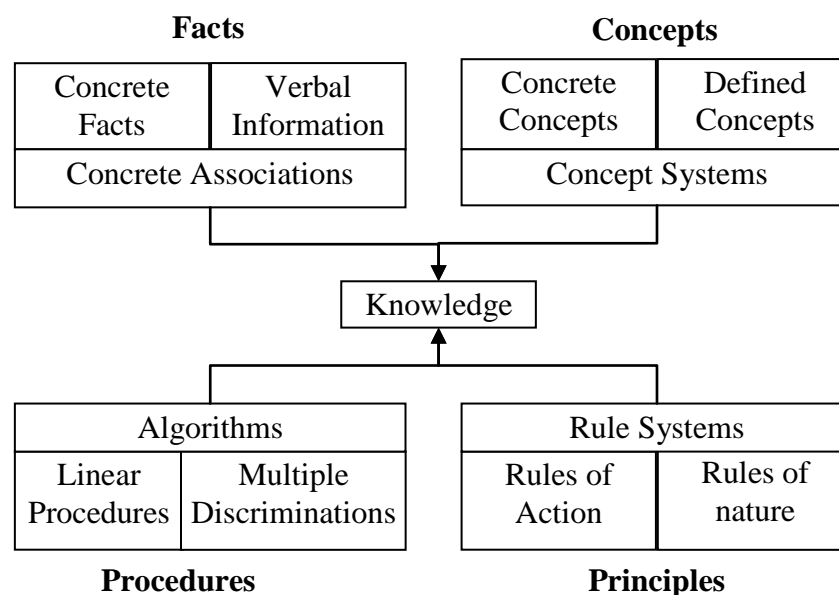 Facts
Concrete
Facts
Verbal
Information
Concrete Associations
Concepts
Concrete
Concepts
Defined
Concepts
Concept Systems
Knowledge
Algorithms
Linear
Procedures
Multiple
Discriminations
Procedures
Rule Systems
Rules of
Action
Rules of
nature
Principles